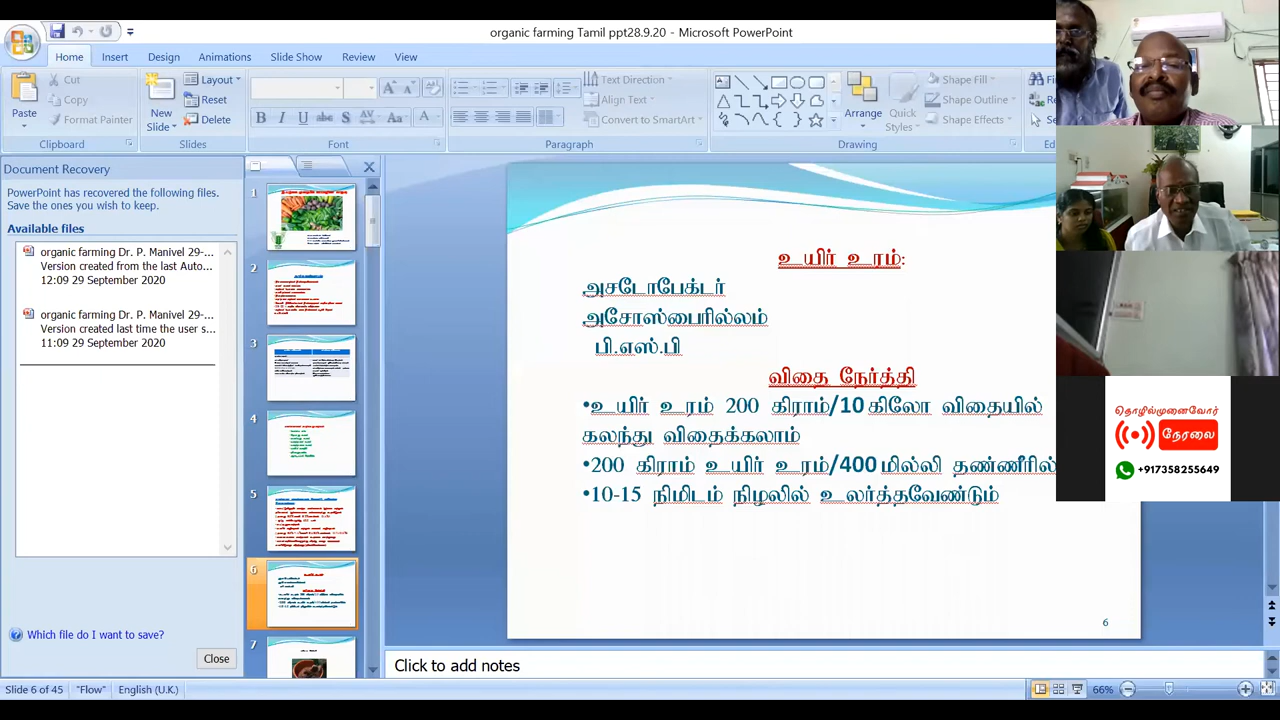 organic farming Tamil ppt28.9.20 - Microsoft PowerPoint
Home Insert Design Animations Slide Show Review View
Cut
Copy
Format Painter
Paste
Clipboard
New Slide
Layout
Reset
Delete
Slides
Font
Text Direction
Align Text
Convert to SmartArt
Paragraph
Arrange
Quick Styles
Shape Fill
Shape Outline
Shape Effects
Drawing
Document Recovery
PowerPoint has recovered the following files.
Save the ones you wish to keep.
Available files
organic farming Dr. P. Manivel 29-...
Version created from the last Auto...
12:09 29 September 2020
organic farming Dr. P. Manivel 29-...
Version created last time the user s...
11:09 29 September 2020
Which file do I want to save?
Close
1
2
3
4
5
6
7
உயிர் உரம்:
அசடோபேக்டர்
அசோஸ்பைரில்லம்
பி.எஸ்.பி
விதை நேர்த்தி
•உயிர் உரம் 200 கிராம்/10 கிலோ விதையில்
கலந்து விதைக்கலாம்
•200 கிராம் உயிர் உரம்/400 மில்லி தண்ணீரில்
•10-15 நிமிடம் நிழலில் உலர்த்தவேண்டும்
6
தொழில்முனைவோர்
நேரலை
+917358255649
Click to add notes
Slide 6 of 45 "Flow" English (U.K.) 66%